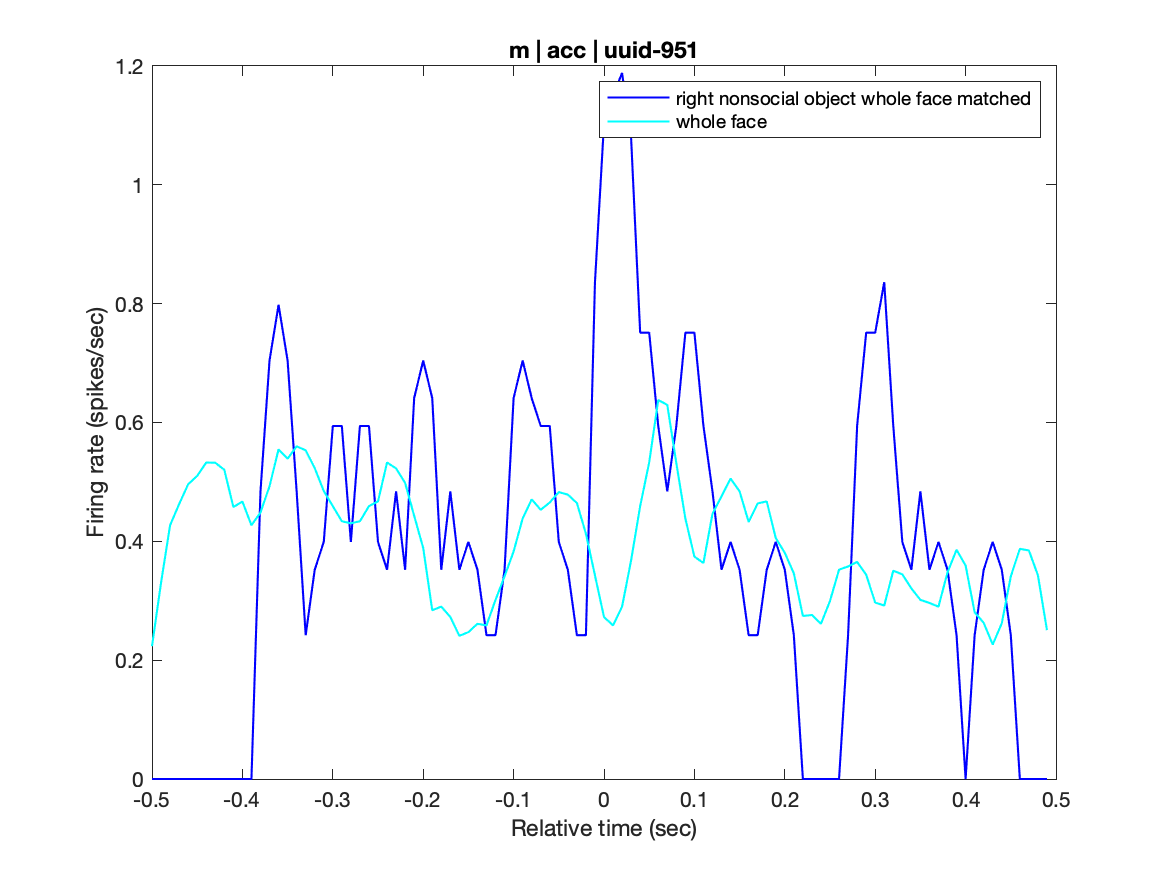 m | acc | uuid-951
right nonsocial object whole face matched
whole face
1.2
1
0.8
0.6
0.4
0.2
0
Firing rate (spikes/sec)
-0.5 -0.4 -0.3 -0.2 -0.1 0 0.1 0.2 0.3 0.4 0.5
Relative time (sec)